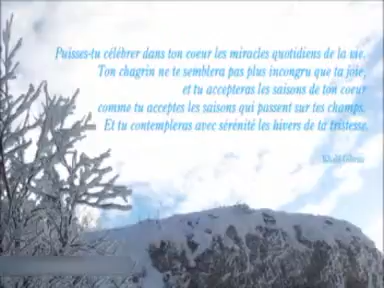 Puisses-tu célébrer dans ton coeur les miracles quotidiens de la vie.
Ton chagrin ne te semblera pas plus incongru que ta joie,
et tu accepteras les saisons de ton coeur
comme tu acceptes les saisons qui passent sur tes champs.
Et tu contempleras avec sérénité les hivers de ta tristesse.
Khalil Gibran